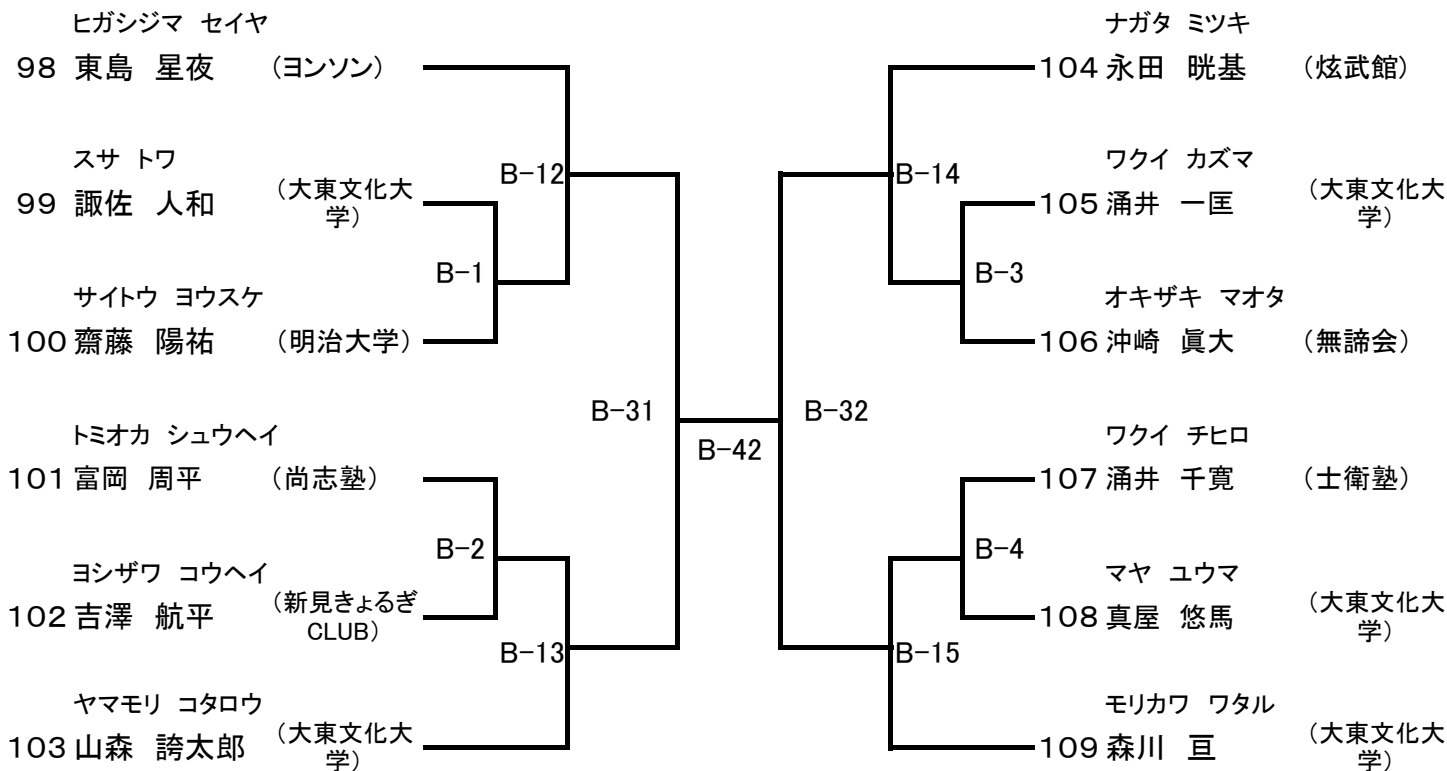 ヒガシジマ セイヤ
98 東島 星夜 （ヨンソン）
スサ トワ
99 諏佐 人和 （大東文化大
学）
B-12
B-1
サイトウ ヨウスケ
100 齋藤 陽祐 （明治大学）
B-31
トミオカ シュウヘイ
101 富岡 周平 （尚志塾）
B-2
ヨシザワ コウヘイ
102 吉澤 航平 （新見きょるぎ
CLUB）
B-13
ヤマモリ コタロウ
103 山森 誇太郎 （大東文化大
学）
B-42
ナガタ ミツキ
104 永田 晄基 （炫武館）
B-14
ワクイ カズマ
105 涌井 一匡 （大東文化大
学）
B-3
オキザキ マオタ
106 沖崎 眞大 （無諦会）
B-32
ワクイ チヒロ
107 涌井 千寛 （士衛塾）
B-4
マヤ ユウマ
108 真屋 悠馬 （大東文化大
学）
B-15
モリカワ ワタル
109 森川 亘 （大東文化大
学）